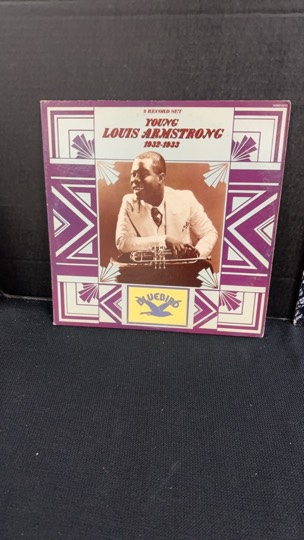 2 RECORD SET
YOUNG
LOUIS ARMSTRONG
1932-1933
BLUEBIRD